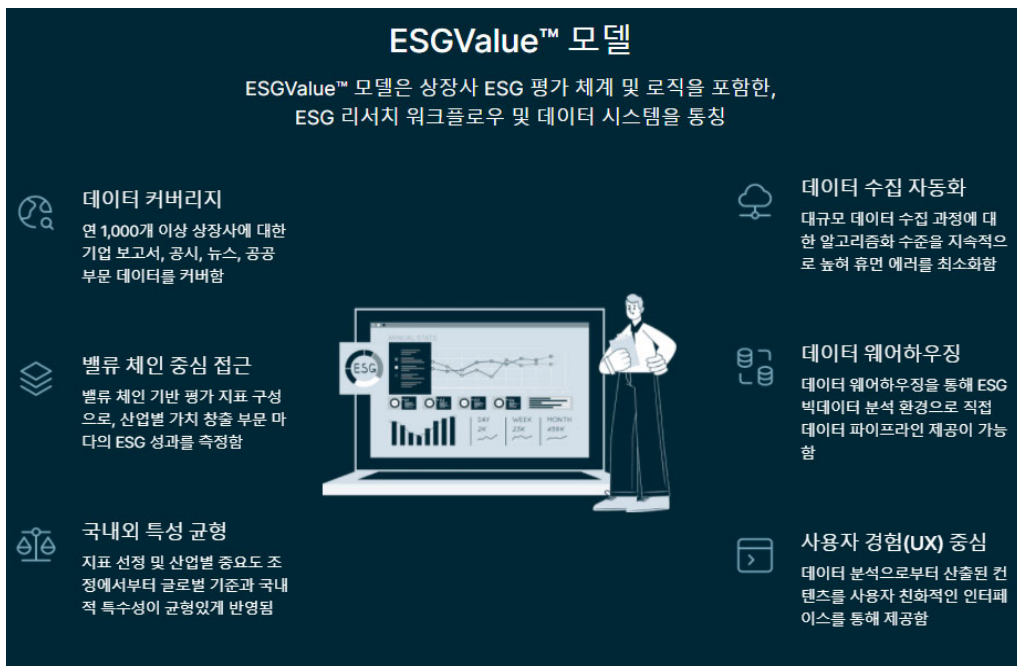 ESGValue™ 모델
ESGValue™ 모델은 상장사 ESG 평가 체계 및 로직을 포함한,
ESG 리서치 워크플로우 및 데이터 시스템을 통칭
데이터 커버리지
연 1,000개 이상 상장사에 대한
기업 보고서, 공시, 뉴스, 공공
부문 데이터를 커버함
밸류 체인 중심 접근
밸류 체인 기반 평가 지표 구성
으로, 산업별 가치 창출 부문 마
다의 ESG 성과를 측정함
국내외 특성 균형
지표 선정 및 산업별 중요도 조
정에서부터 글로벌 기준과 국내
적 특수성이 균형있게 반영됨
ANNUAL STATS
ESG
DAY
2K
WEEK
23K
MONTH
459K
데이터 수집 자동화
대규모 데이터 수집 과정에 대
한 알고리즘화 수준을 지속적으
로 높혀 휴먼 에러를 최소화함
데이터 웨어하우징
데이터 웨어하우징을 통해 ESG
빅데이터 분석 환경으로 직접
데이터 파이프라인 제공이 가능
함
사용자 경험(UX) 중심
데이터 분석으로부터 산출된 컨
텐츠를 사용자 친화적인 인터페
이스를 통해 제공함